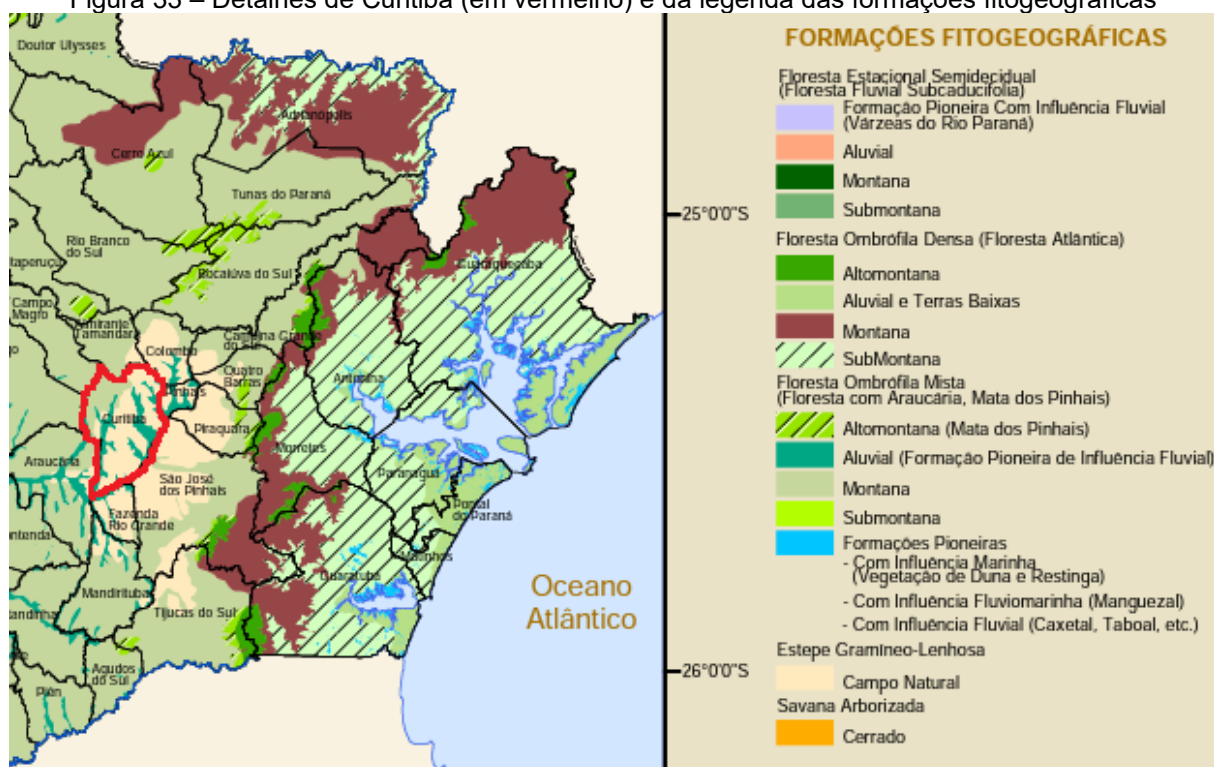 Figura 33 – Detalhes de Curitiba (em vermelho) e da legenda das formações fitogeográficas
Doutor Ulysses
Adrianópolis
Cerro Azul
Tunas do Paraná
Rio Branco
do Sul
Itaperuçu
Bocaiúva do Sul
Guaraqueçaba
Campo
Magro
Almirante
Tamandaré
Colombo
Campina Grande
do Sul
Quatro
Barras
Pinhais
Antonina
Curitiba
Piraquara
Morretes
Araucária
Paranaguá
São José
dos Pinhais
Pontal
do Paraná
Fazenda
Rio Grande
Contenda
Matinhos
Guaratuba
Mandirituba
Tijucas do Sul
Agudos
do Sul
Piên
Oceano
Atlântico
25°0'0"S
26°0'0"S
FORMAÇÕES FITOGEOGRÁFICAS
Floresta Estacional Semidecidual
(Floresta Fluvial Subcaducifolia)
Formação Pioneira Com Influência Fluvial
(Várzeas do Rio Paraná)
Aluvial
Montana
Submontana
Floresta Ombrófila Densa (Floresta Atlântica)
Altomontana
Aluvial e Terras Baixas
Montana
SubMontana
Floresta Ombrófila Mista
(Floresta com Araucária, Mata dos Pinhais)
Altomontana (Mata dos Pinhais)
Aluvial (Formação Pioneira de Influência Fluvial)
Montana
Submontana
Formações Pioneiras
- Com Influência Marinha
(Vegetação de Duna e Restinga)
- Com Influência Fluviomarinha (Manguezal)
- Com Influência Fluvial (Caxetal, Taboal, etc.)
Estepe Gramíneo-Lenhosa
Campo Natural
Savana Arborizada
Cerrado